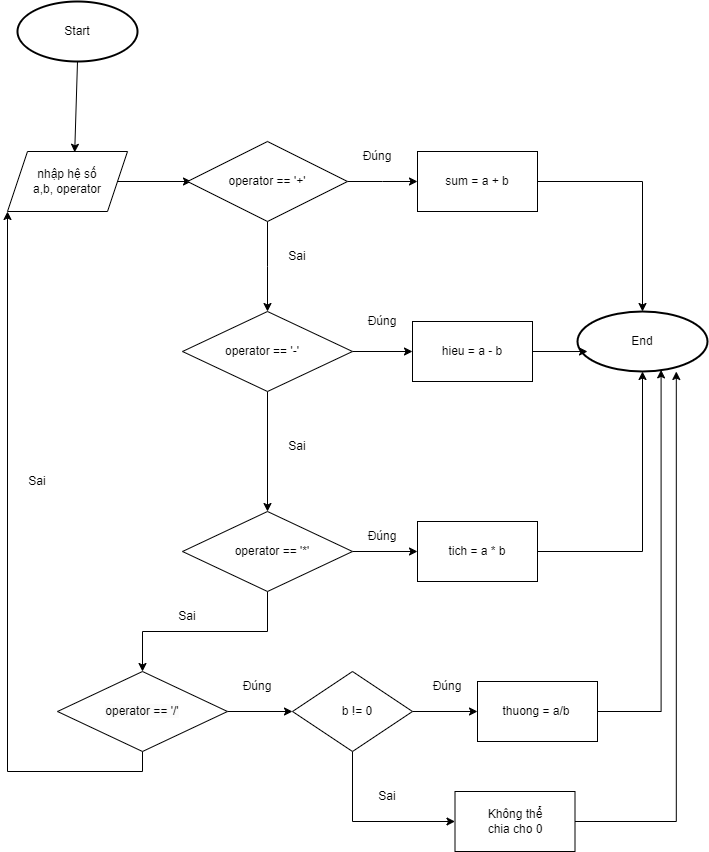 Start
nhập hệ số
a,b, operator
operator == '+'
Đúng
sum = a + b
Sai
operator == '-'
Đúng
hieu = a - b
End
Sai
Sai
operator == '*'
Đúng
tich = a * b
Sai
operator == '/'
Đúng
b != 0
Đúng
thuong = a/b
Sai
Không thể
chia cho 0